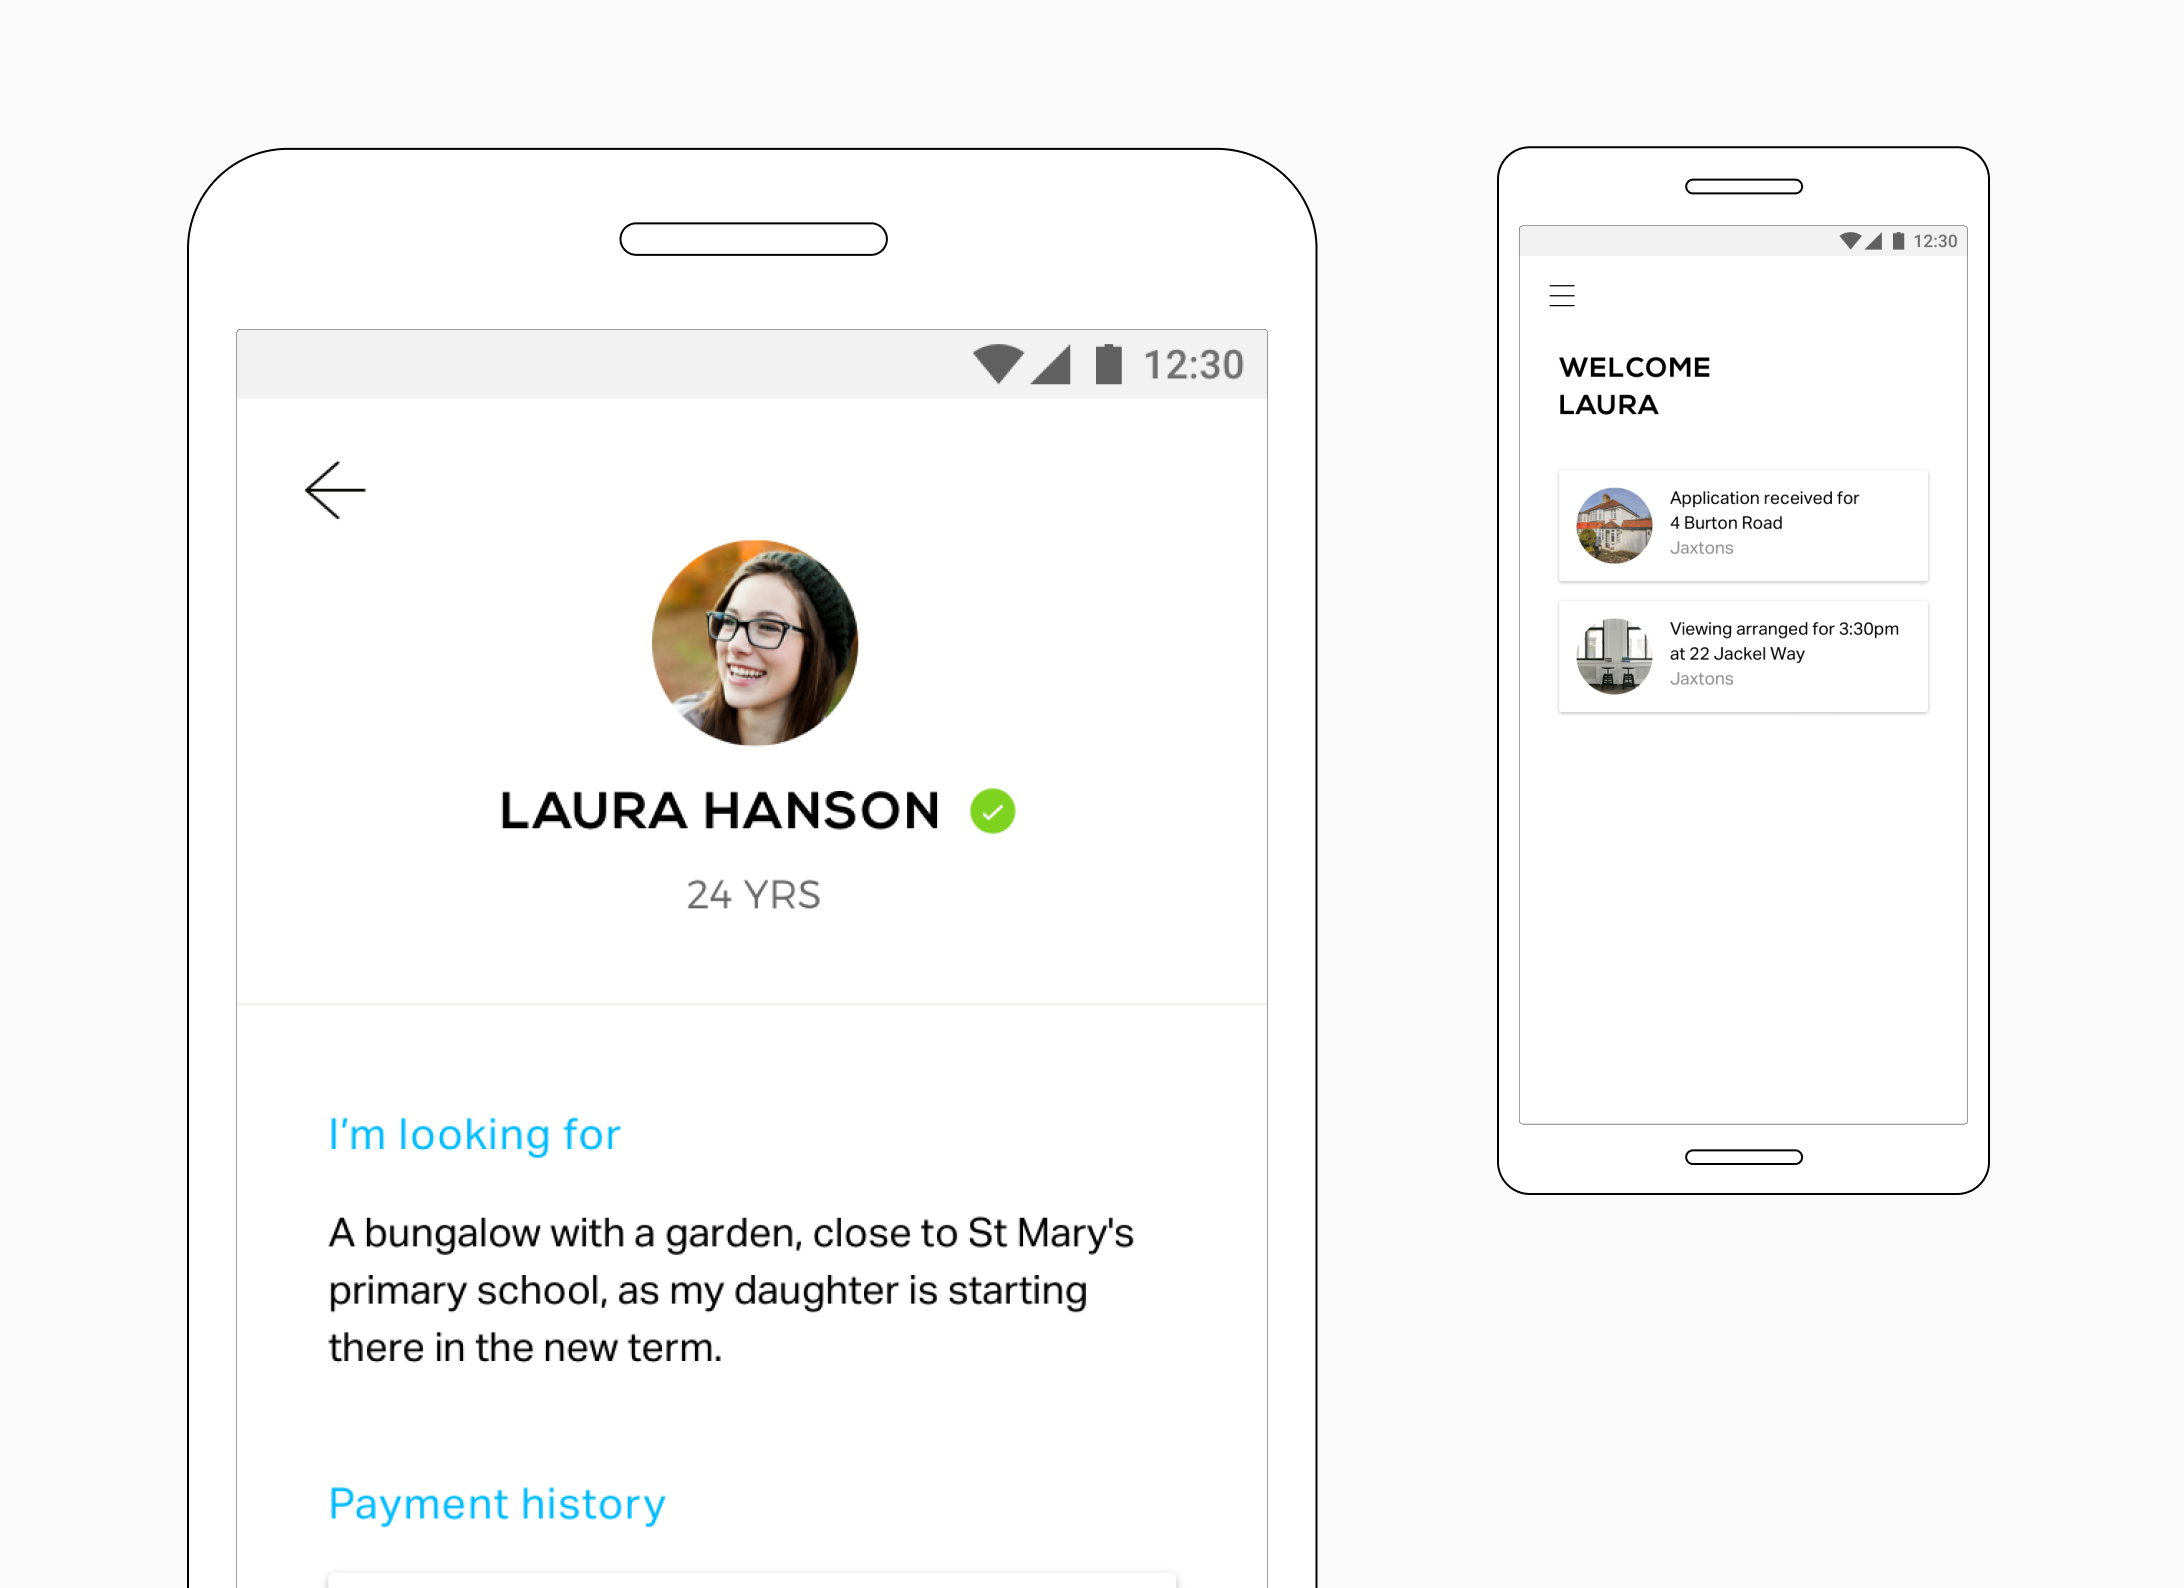 12:30
LAURA HANSON
24 YRS
I'm looking for
A bungalow with a garden, close to St Mary's
primary school, as my daughter is starting
there in the new term.
Payment history
12:30
WELCOME
LAURA
Application received for
4 Burton Road
Jaxtons
Viewing arranged for 3:30pm
at 22 Jackel Way
Jaxtons